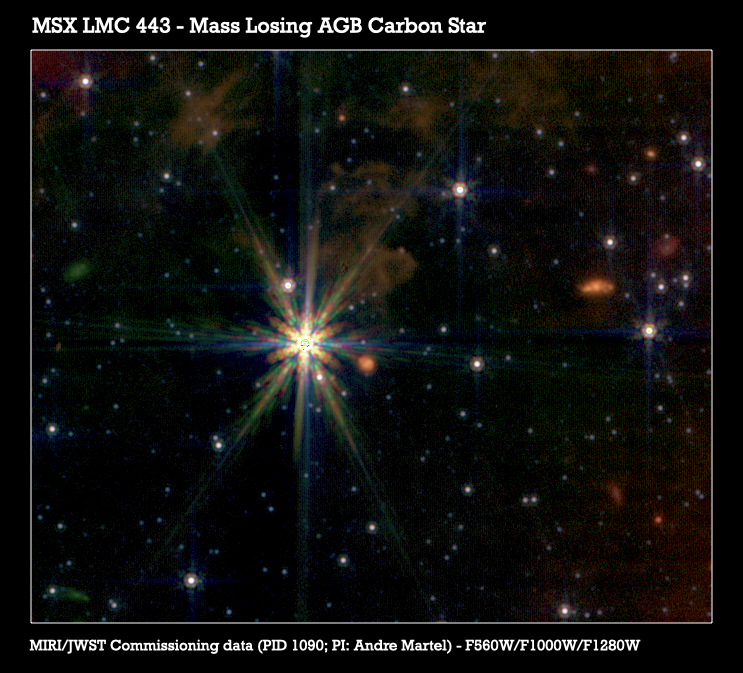 MSX LMC 443 - Mass Losing AGB Carbon Star
MIRI/JWST Commissioning data (PID 1090; PI: Andre Martel) - F560W/F1000W/F1280W